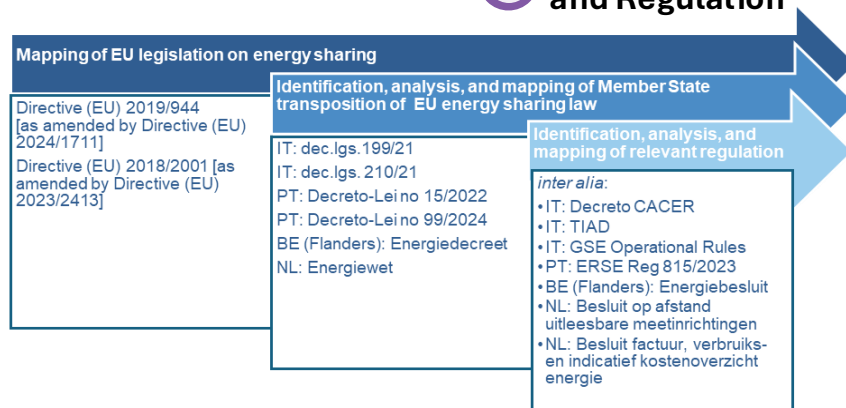 and Regulation
Mapping of EU legislation on energy sharing
Directive (EU) 2019/944
[as amended by Directive (EU)
2024/1711]
Directive (EU) 2018/2001 [as
amended by Directive (EU)
2023/2413]
Identification, analysis, and mapping of Member State
transposition of EU energy sharing law
IT: dec.lgs.199/21
IT: dec.lgs. 210/21
PT: Decreto-Lei no 15/2022
PT: Decreto-Lei no 99/2024
BE (Flanders): Energiedecreet
NL: Energiewet
Identification, analysis, and
mapping of relevant regulation
inter alia:
•IT: Decreto CACER
•IT: TIAD
•IT: GSE Operational Rules
•PT: ERSE Reg 815/2023
•BE (Flanders): Energiebesluit
•NL: Besluit op afstand
uitleesbare meetinrichtingen
•NL: Besluit factuur, verbruiks-
en indicatief kostenoverzicht
energie